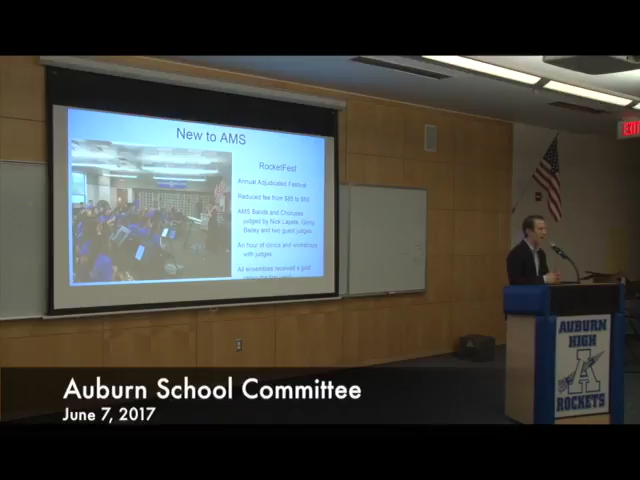 New to AMS
RocketFest
Annual Adjudicated Festival
Reduced fee from $85 to
AMS Bands and Choruses
judged by Nick Lapete,
Bailey and two guest judges
An hour of clinics and workshops
with judges
All ensembles received a gold
EXIT
AUBURN
HIGH
A
ROCKETS
Auburn School Committee
June 7, 2017